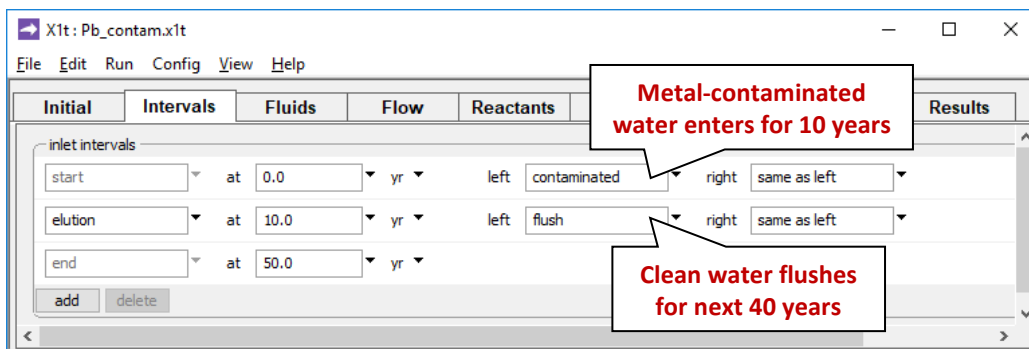 X1t : Pb_contam.x1t
File Edit Run Config View Help
Initial Intervals Fluids Flow Reactants Results
Metal-contaminated
water enters for 10 years
inlet intervals
start at 0.0 yr left contaminated right same as left
elution at 10.0 yr left flush right same as left
end at 50.0 yr
Clean water flushes
for next 40 years
add delete